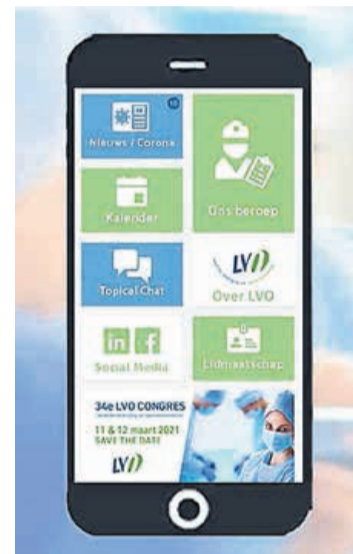 10
Nieuws / Corona
Kalender
Ons beroep
Topical Chat
LVO
Over LVO
in f
Social Media
Lidmaatschap
34e LVO CONGRES
11 & 12 maart 2021
SAVE THE DATE
LVO